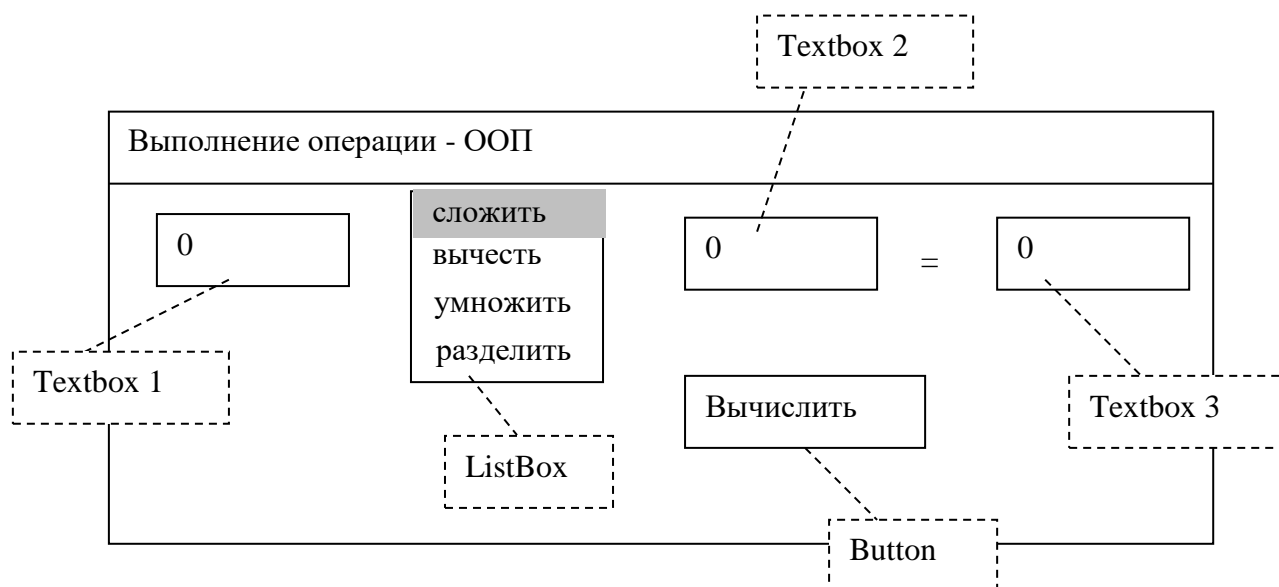 Textbox 2
Выполнение операции - ООП
0
сложить
вычесть
умножить
разделить
0
=
0
Textbox 1
ListBox
Вычислить
Textbox 3
Button